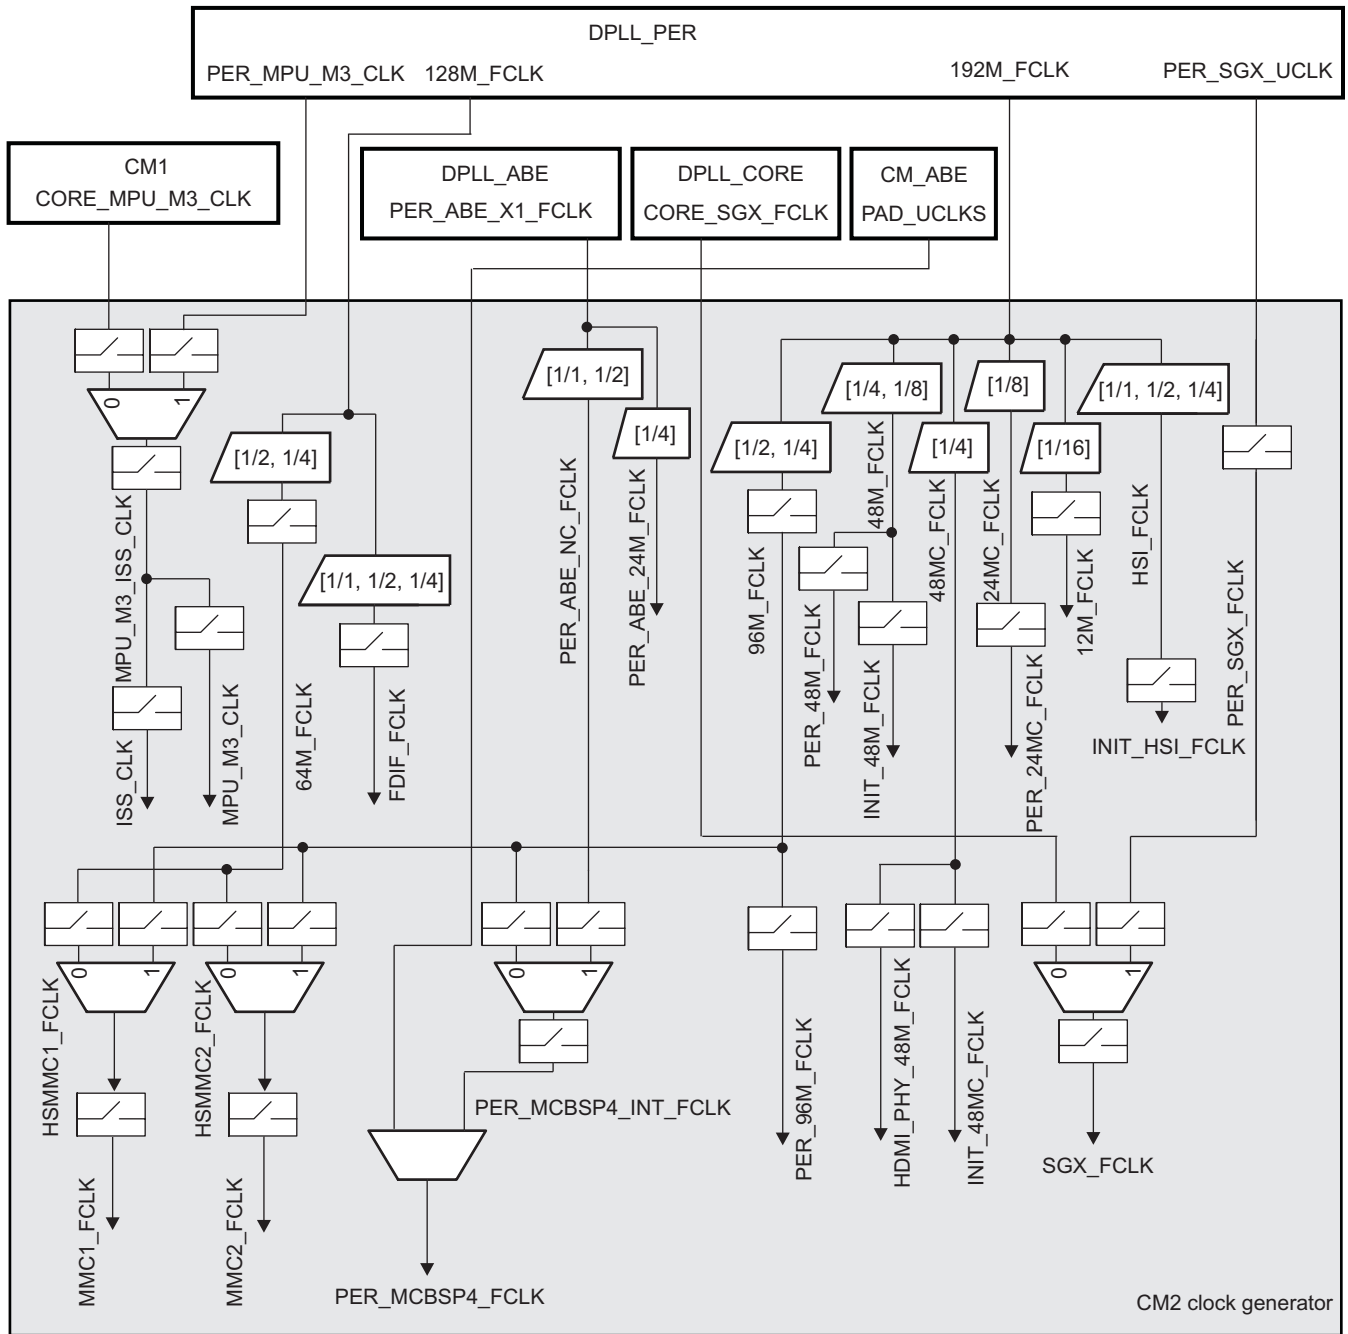 DPLL_PER
PER_MPU_M3_CLK 128M_FCLK 192M_FCLK PER_SGX_UCLK
CM1
CORE_MPU_M3_CLK
DPLL_ABE
PER_ABE_X1_FCLK
DPLL_CORE
CORE_SGX_FCLK
CM_ABE
PAD_UCLKS
0 1
[1/2, 1/4]
[1/1, 1/2, 1/4]
[1/1, 1/2]
[1/4]
[1/2, 1/4]
[1/4, 1/8]
[1/4]
[1/8]
[1/16]
[1/1, 1/2, 1/4]
MPU_M3_ISS_CLK
ISS_CLK
MPU_M3_CLK
64M_FCLK
FDIF_FCLK
PER_ABE_NC_FCLK
PER_ABE_24M_FCLK
96M_FCLK
48M_FCLK
PER_48M_FCLK
INIT_48M_FCLK
48MC_FCLK
24MC_FCLK
PER_24MC_FCLK
12M_FCLK
HSI_FCLK
INIT_HSI_FCLK
PER_SGX_FCLK
0 1
0 1
0 1
0 1
HSMMC1_FCLK
HSMMC2_FCLK
MMC1_FCLK
MMC2_FCLK
PER_MCBSP4_INT_FCLK
PER_MCBSP4_FCLK
PER_96M_FCLK
HDMI_PHY_48M_FCLK
INIT_48MC_FCLK
SGX_FCLK
CM2 clock generator